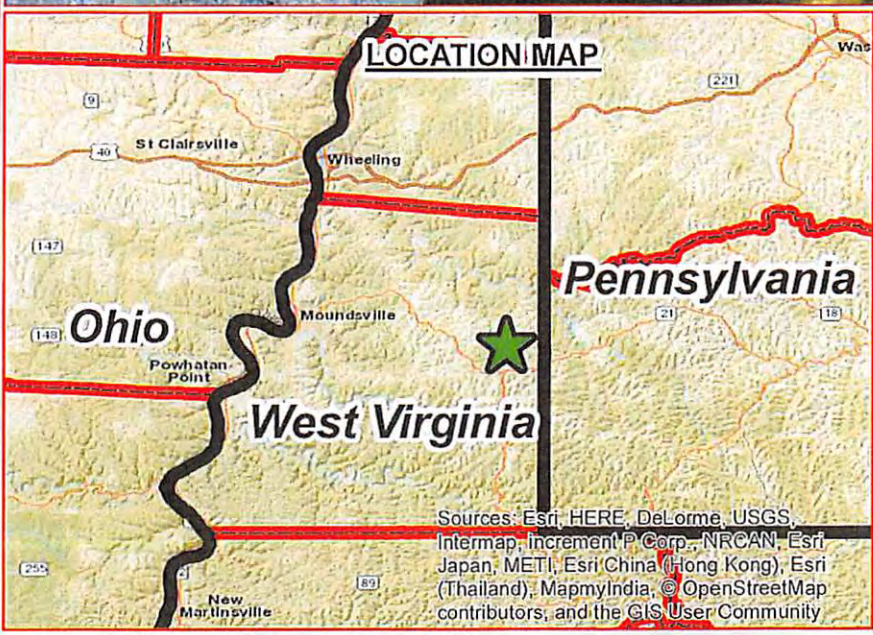 LOCATION MAP
Was
221
9
St Clairsville
40
Wheeling
147
Pennsylvania
Moundsville
21
18
148
Ohio
Powhatan
Point
West Virginia
Sources: Esri, HERE, DeLorme, USGS,
Intermap, increment P Corp., NRCAN, Esri
Japan, METI, Esri China (Hong Kong), Esri
(Thailand), MapmyIndia, © OpenStreetMap
contributors, and the GIS User Community
255
2
89
New
Martinsville